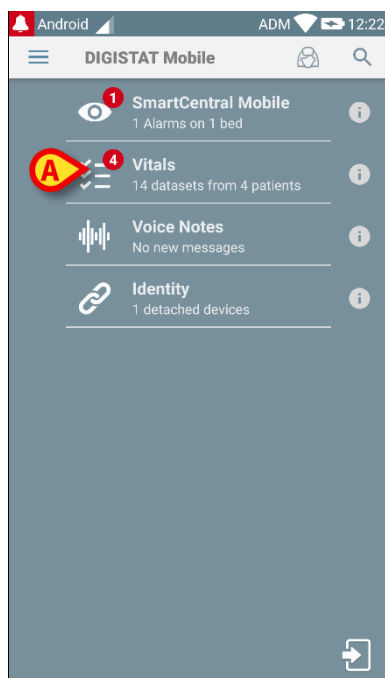 Android ADM 12:22
DIGISTAT Mobile
1
SmartCentral Mobile
1 Alarms on 1 bed
i
A
4
Vitals
14 datasets from 4 patients
i
Voice Notes
No new messages
i
Identity
1 detached devices
i